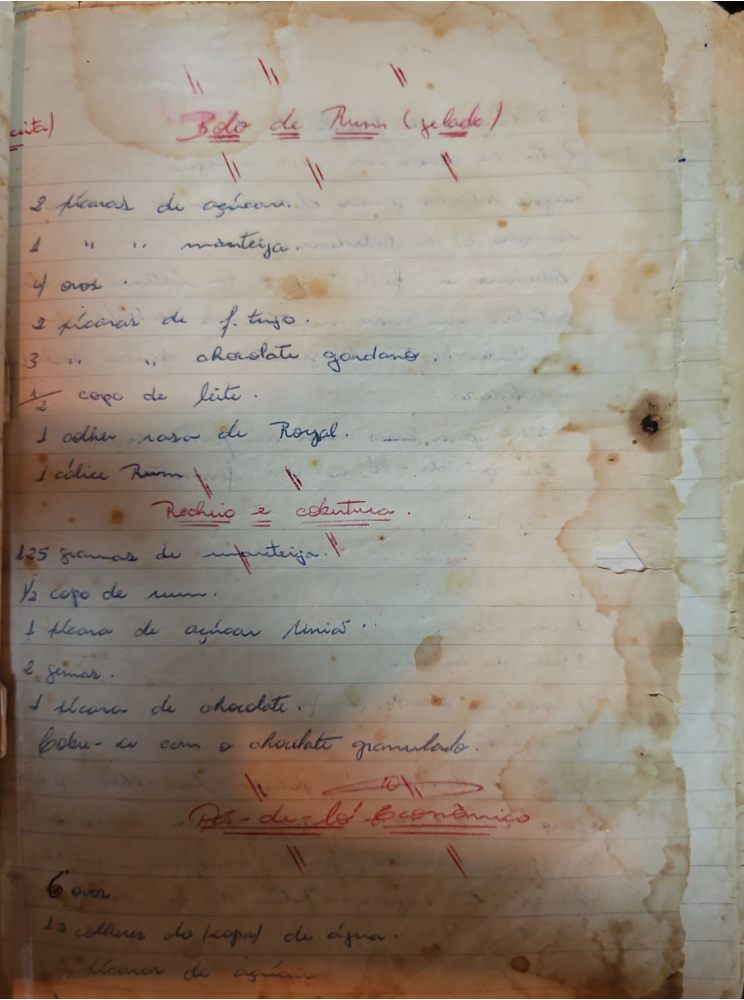 Bolo de Rum (gelado)
2 xícaras de açúcar.
1 " " manteiga.
4 ovos.
2 xícaras de f. trigo.
3 " " chocolate gardano.
1/2 copo de leite.
1 colher rasa de Royal.
1 cálice Rum
Recheio e cobertura.
125 gramas de manteiga.
1/2 copo de rum.
1 xícara de açúcar União
2 gemas.
1 xícara de chocolate.
Cobre-se com o chocolate granulado.
Pão-de-ló Econômico
6 ovos
12 colheres de (sopa) de água.
xícaras de açúcar